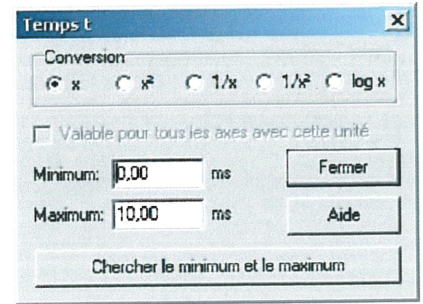 Temps t
Conversion
x x² 1/x 1/x² log x
Valable pour tous les axes avec cette unité
Minimum: 0,00 ms Fermer
Maximum: 10,00 ms Aide
Chercher le minimum et le maximum